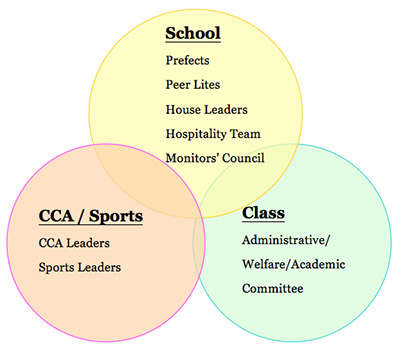 School
Prefects
Peer Lites
House Leaders
Hospitality Team
Monitors’ Council
CCA / Sports
CCA Leaders
Sports Leaders
Class
Administrative/
Welfare/Academic
Committee